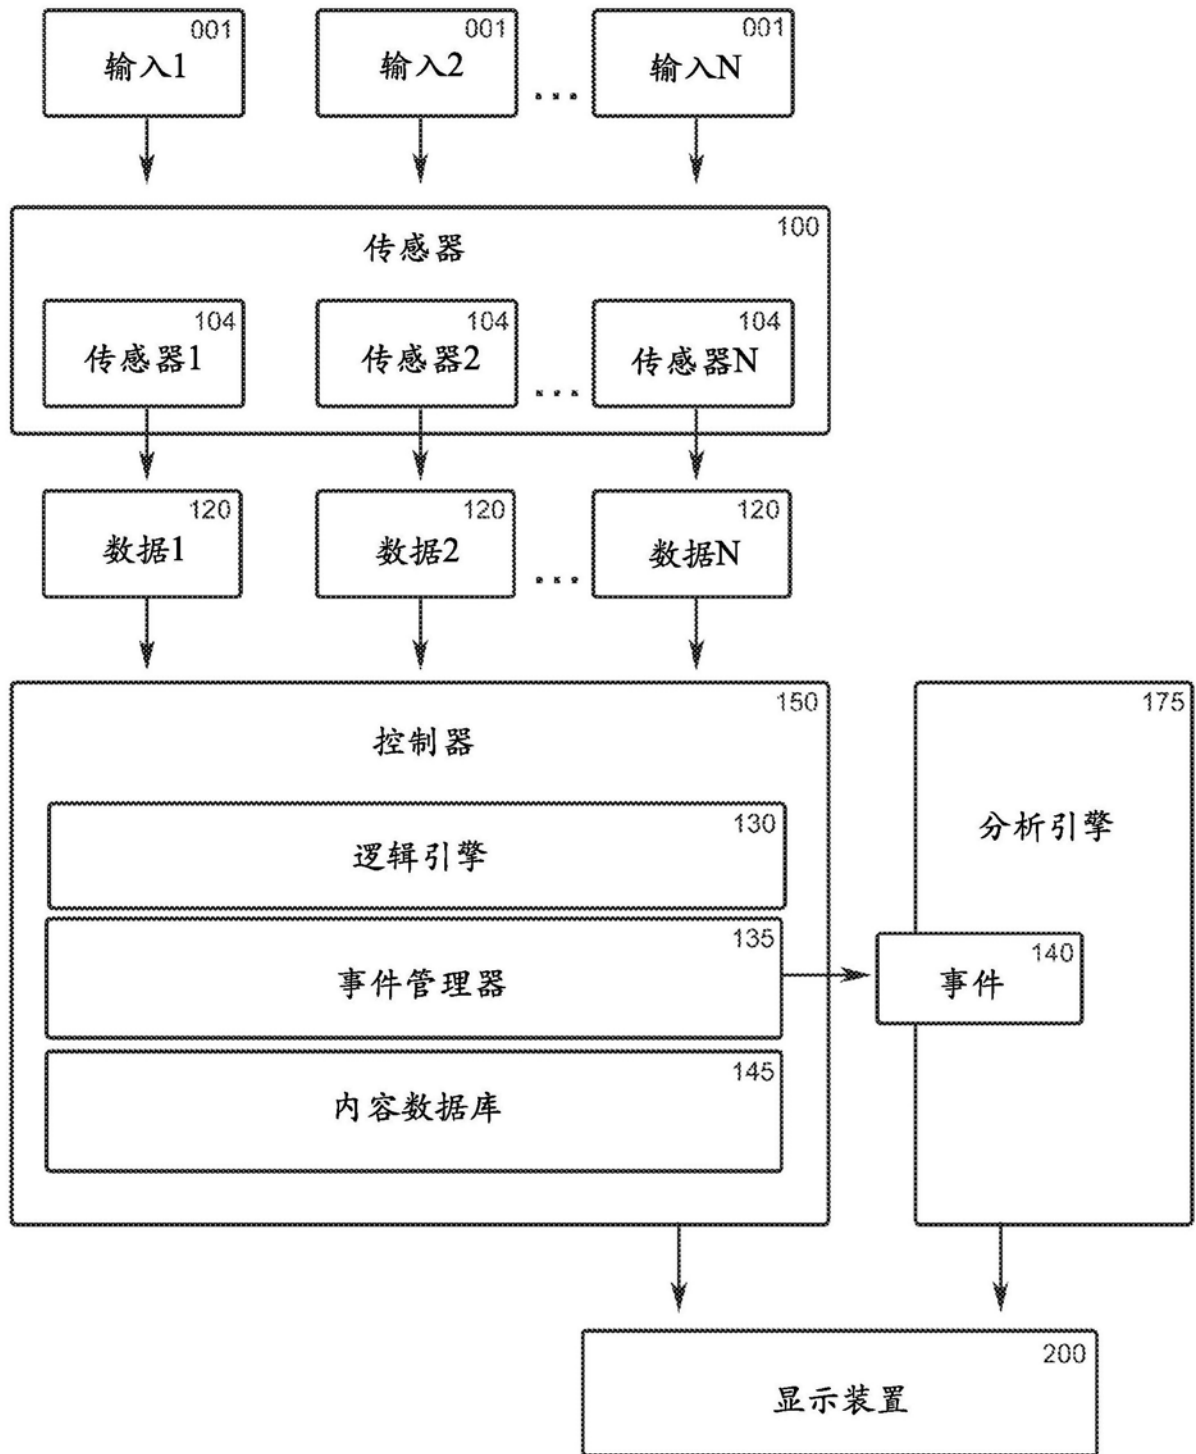 001
输入1
001
输入2
...
001
输入N
100
传感器
104
传感器1
104
传感器2
...
104
传感器N
120
数据1
120
数据2
...
120
数据N
150
控制器
130
逻辑引擎
135
事件管理器
145
内容数据库
175
分析引擎
140
事件
200
显示装置